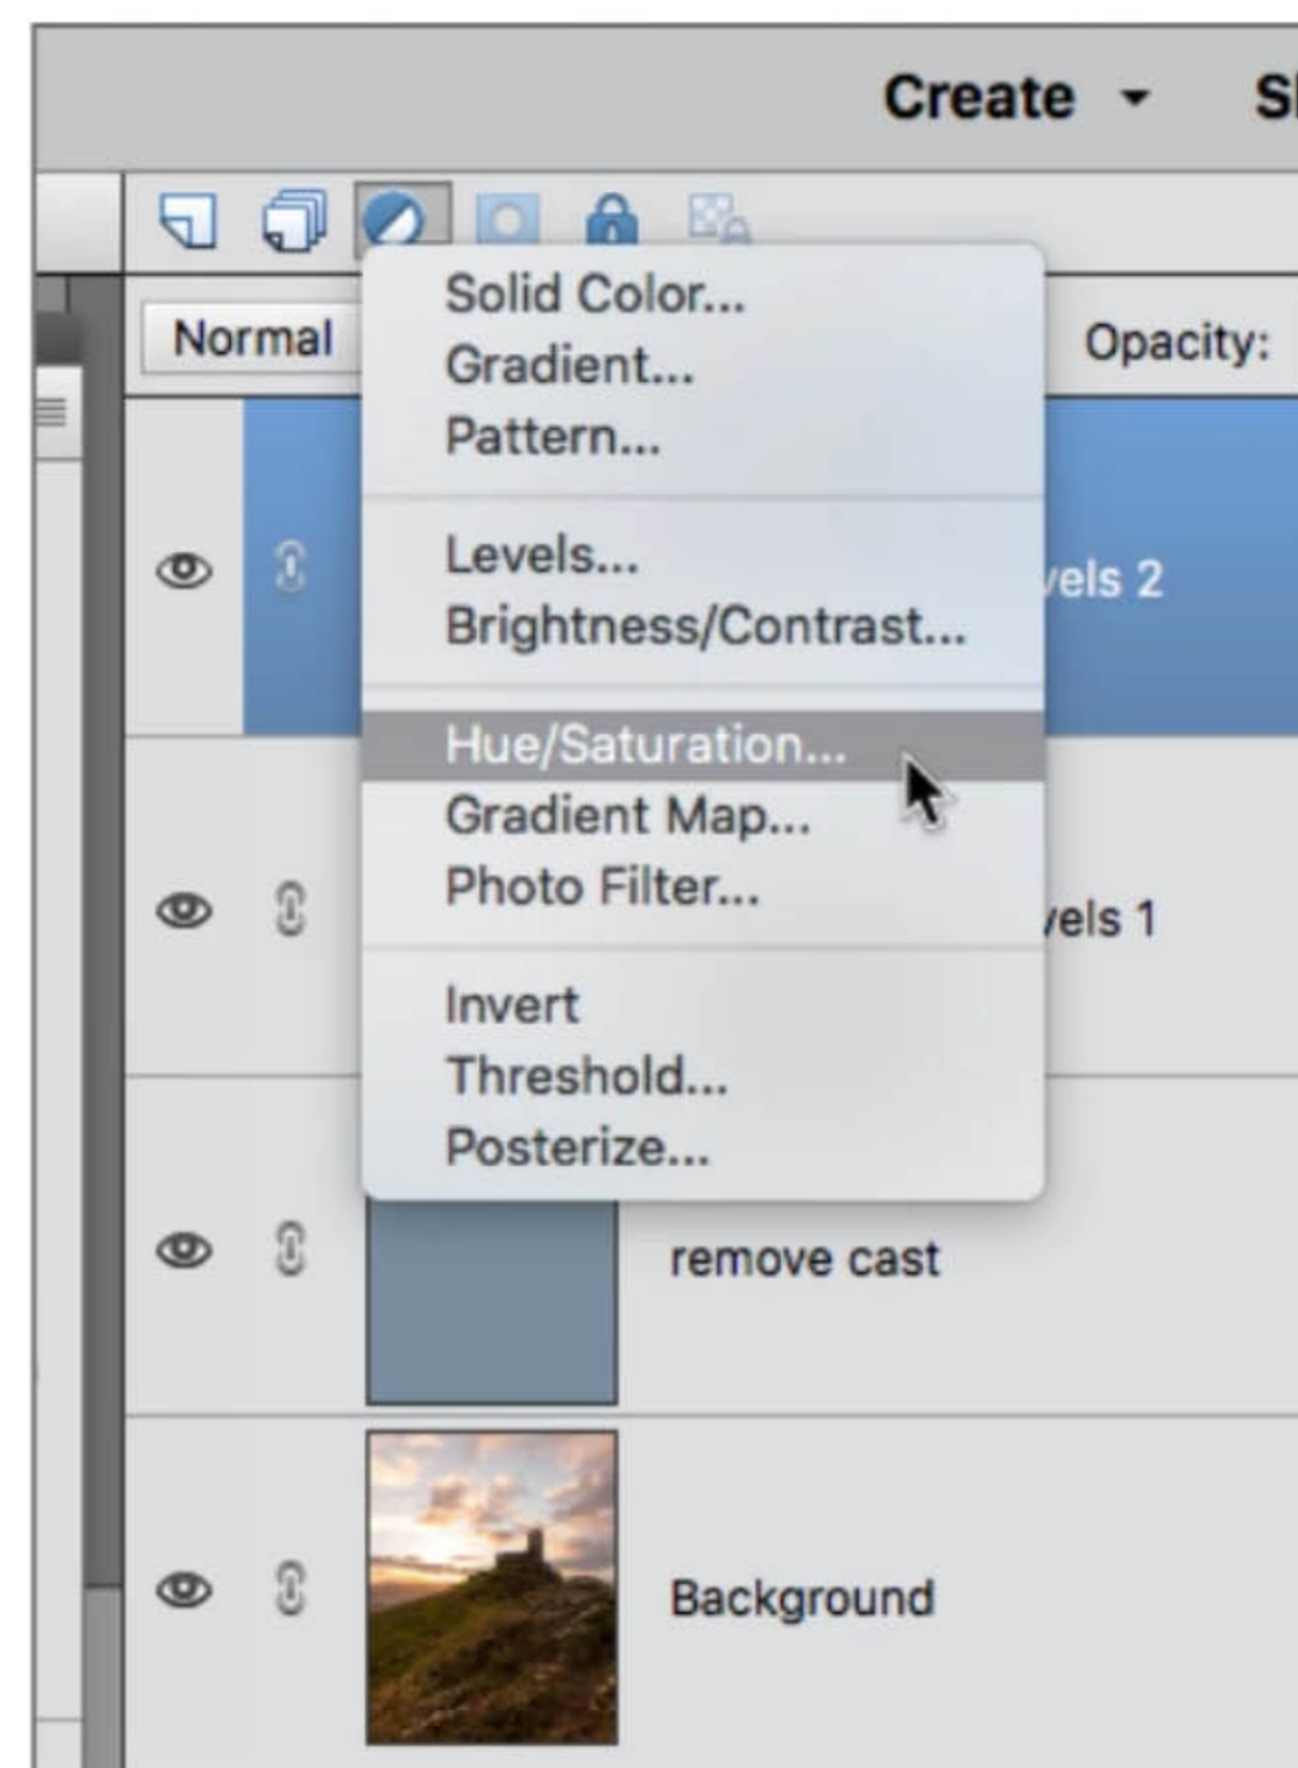 Create
Normal
Opacity:
Solid Color...
Gradient...
Pattern...
Levels...
Brightness/Contrast...
Hue/Saturation...
Gradient Map...
Photo Filter...
Invert
Threshold...
Posterize...
vels 2
vels 1
remove cast
Background